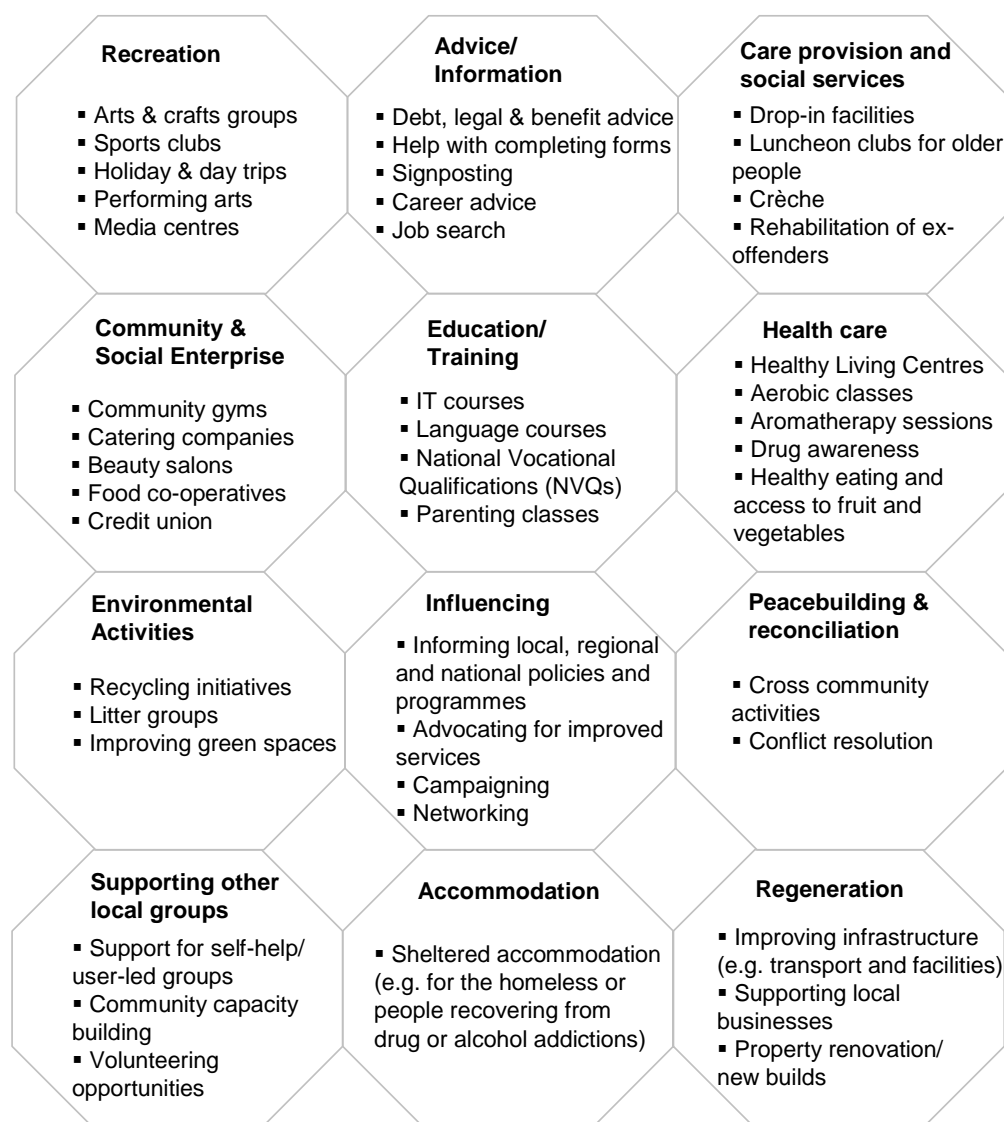 Recreation
▪ Arts & crafts groups
▪ Sports clubs
▪ Holiday & day trips
▪ Performing arts
▪ Media centres
Advice/
Information
▪ Debt, legal & benefit advice
▪ Help with completing forms
▪ Signposting
▪ Career advice
▪ Job search
Care provision and
social services
▪ Drop-in facilities
▪ Luncheon clubs for older
people
▪ Crèche
▪ Rehabilitation of ex-
offenders
Community &
Social Enterprise
▪ Community gyms
▪ Catering companies
▪ Beauty salons
▪ Food co-operatives
▪ Credit union
Education/
Training
▪ IT courses
▪ Language courses
▪ National Vocational
Qualifications (NVQs)
▪ Parenting classes
Health care
▪ Healthy Living Centres
▪ Aerobic classes
▪ Aromatherapy sessions
▪ Drug awareness
▪ Healthy eating and
access to fruit and
vegetables
Environmental
Activities
▪ Recycling initiatives
▪ Litter groups
▪ Improving green spaces
Influencing
▪ Informing local, regional
and national policies and
programmes
▪ Advocating for improved
services
▪ Campaigning
▪ Networking
Peacebuilding &
reconciliation
▪ Cross community
activities
▪ Conflict resolution
Supporting other
local groups
▪ Support for self-help/
user-led groups
▪ Community capacity
building
▪ Volunteering
opportunities
Accommodation
▪ Sheltered accommodation
(e.g. for the homeless or
people recovering from
drug or alcohol addictions)
Regeneration
▪ Improving infrastructure
(e.g. transport and facilities)
▪ Supporting local
businesses
▪ Property renovation/
new builds